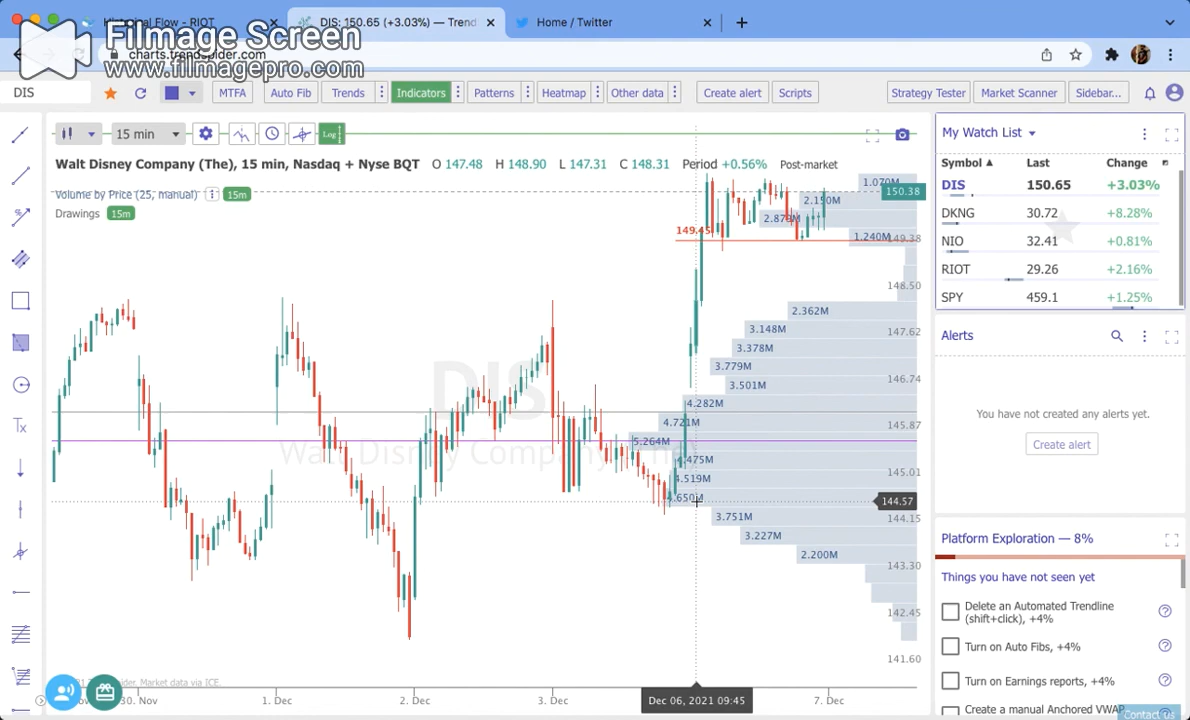 Historical Flow - RIOT
DIS: 150.65 (+3.03%) — Trend
Home / Twitter
Filmage Screen
www.filmagepro.com
charts.trendspider.com
DIS
MTFA
Auto Fib
Trends
Indicators
Patterns
Heatmap
Other data
Create alert
Scripts
Strategy Tester
Market Scanner
Sidebar...
15 min
Log
Walt Disney Company (The), 15 min, Nasdaq + Nyse BQT O 147.48 H 148.90 L 147.31 C 148.31 Period +0.56% Post-market
Volume by Price (25, manual) 15m
Drawings 15m
1.070M
150.38
2.150M
2.873M
149.45
1.240M
149.38
148.50
2.362M
3.148M
147.62
3.378M
3.779M
146.74
3.501M
4.282M
4.721M
145.87
5.264M
4.475M
145.01
4.519M
4.650M
144.57
3.751M
144.15
3.227M
2.200M
143.30
142.45
141.60
DIS
Walt Disney Company (The)
Market data via ICE.
30. Nov
1. Dec
2. Dec
3. Dec
Dec 06, 2021 09:45
7. Dec
My Watch List
Symbol Last Change
DIS 150.65 +3.03%
DKNG 30.72 +8.28%
NIO 32.41 +0.81%
RIOT 29.26 +2.16%
SPY 459.1 +1.25%
Alerts
You have not created any alerts yet.
Create alert
Platform Exploration — 8%
Things you have not seen yet
Delete an Automated Trendline
(shift+click), +4%
Turn on Auto Fibs, +4%
Turn on Earnings reports, +4%
Create a manual Anchored VWAP
Contact us